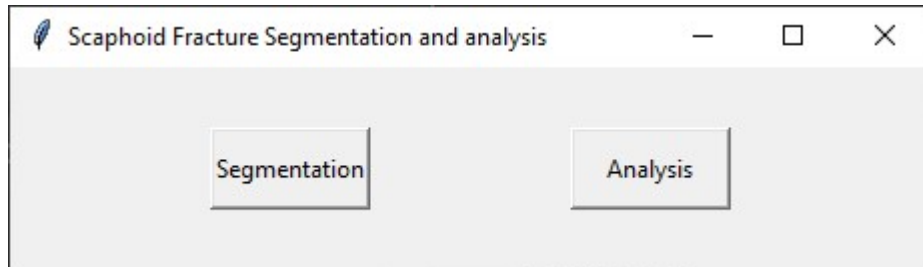 Scaphoid Fracture Segmentation and analysis
Segmentation
Analysis